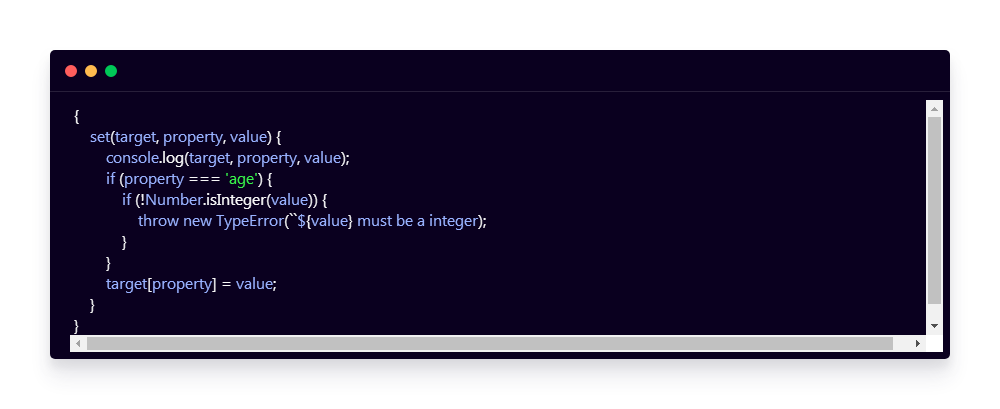 {
    set(target, property, value) {
        console.log(target, property, value);
        if (property === 'age') {
            if (!Number.isInteger(value)) {
                throw new TypeError(``${value} must be a integer);
            }
        }
        target[property] = value;
    }
}